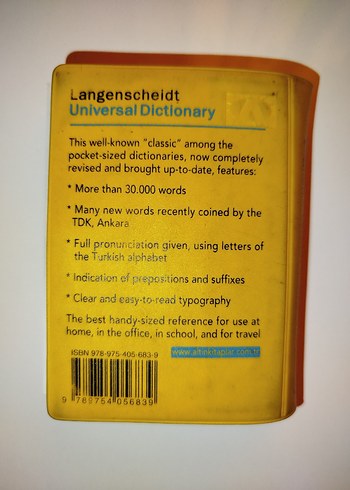 Langenscheidt
Universal Dictionary
This well-known "classic" among the
pocket-sized dictionaries, now completely
revised and brought up-to-date, features:
* More than 30.000 words
* Many new words recently coined by the
TDK, Ankara
* Full pronunciation given, using letters of
the Turkish alphabet
* Indication of prepositions and suffixes
* Clear and easy-to-read typography
The best handy-sized reference for use at
home, in the office, in school, and for travel
ISBN 978-975-405-683-9
www.altinkitaplar.com.tr
9 789754 056839